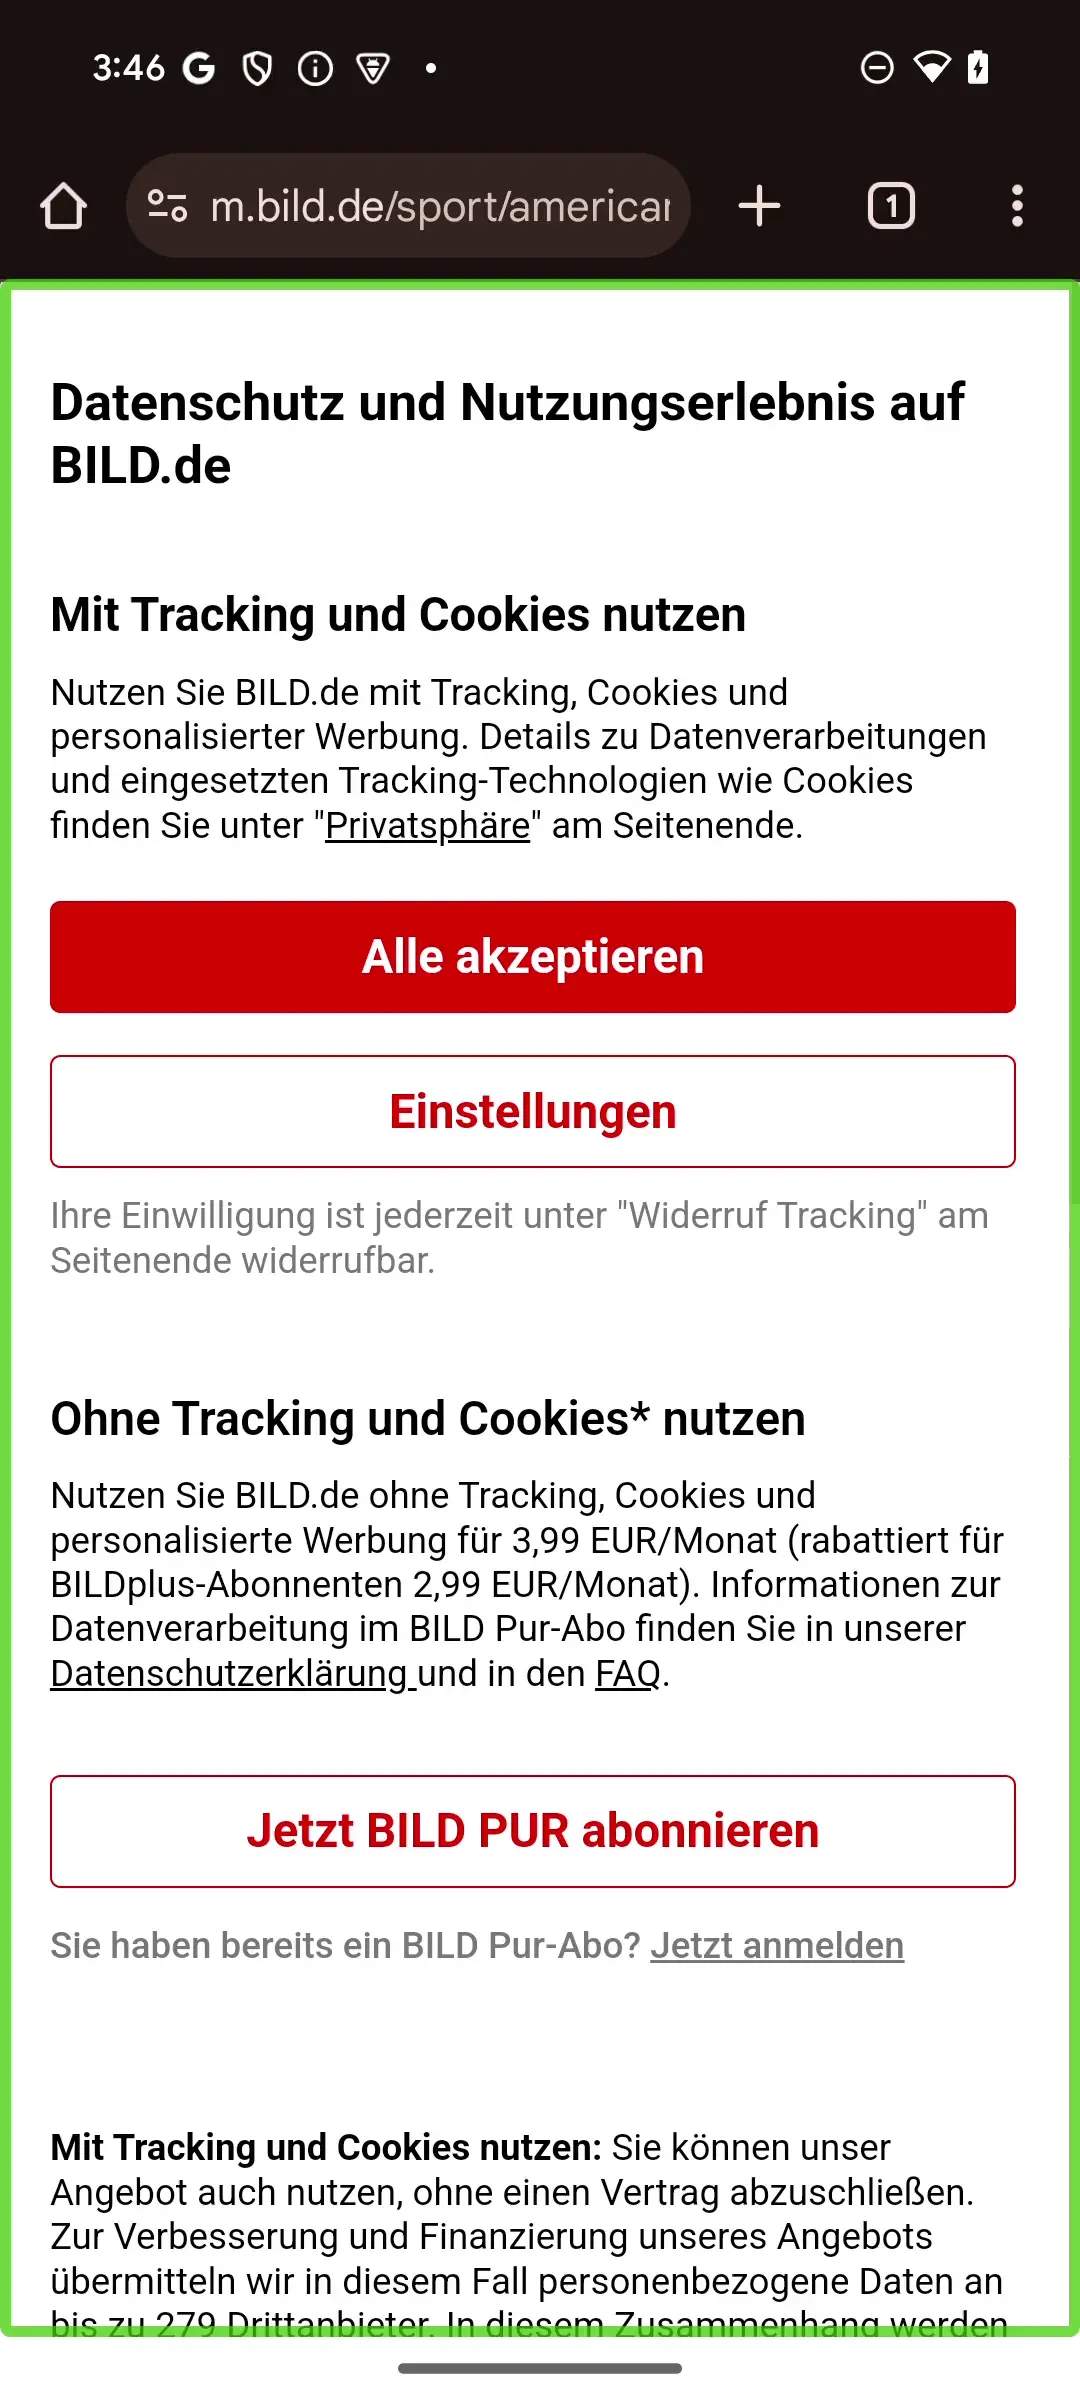 3:46
m.bild.de/sport/american
1
Datenschutz und Nutzungserlebnis auf
BILD.de
Mit Tracking und Cookies nutzen
Nutzen Sie BILD.de mit Tracking, Cookies und
personalisierter Werbung. Details zu Datenverarbeitungen
und eingesetzten Tracking-Technologien wie Cookies
finden Sie unter "Privatsphäre" am Seitenende.
Alle akzeptieren
Einstellungen
Ihre Einwilligung ist jederzeit unter "Widerruf Tracking" am
Seitenende widerrufbar.
Ohne Tracking und Cookies* nutzen
Nutzen Sie BILD.de ohne Tracking, Cookies und
personalisierte Werbung für 3,99 EUR/Monat (rabattiert für
BILDplus-Abonnenten 2,99 EUR/Monat). Informationen zur
Datenverarbeitung im BILD Pur-Abo finden Sie in unserer
Datenschutzerklärung und in den FAQ.
Jetzt BILD PUR abonnieren
Sie haben bereits ein BILD Pur-Abo? Jetzt anmelden
Mit Tracking und Cookies nutzen: Sie können unser
Angebot auch nutzen, ohne einen Vertrag abzuschließen.
Zur Verbesserung und Finanzierung unseres Angebots
übermitteln wir in diesem Fall personenbezogene Daten an
bis zu 279 Drittanbieter. In diesem Zusammenhang werden